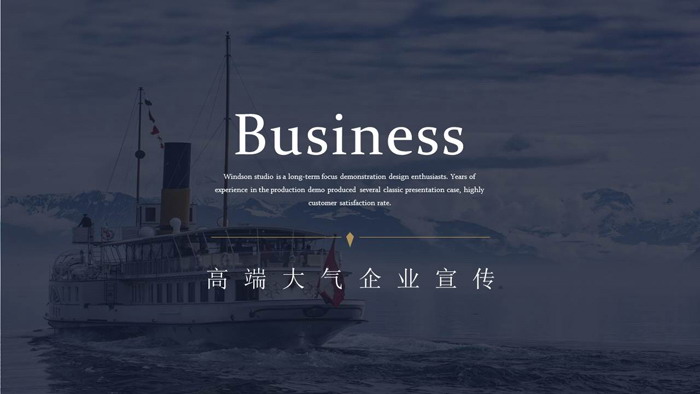 Business
Windson studio is a long-term focus demonstration design enthusiasts. Years of
experience in the production demo produced several classic presentation case, highly
customer satisfaction rate.
高端大气企业宣传